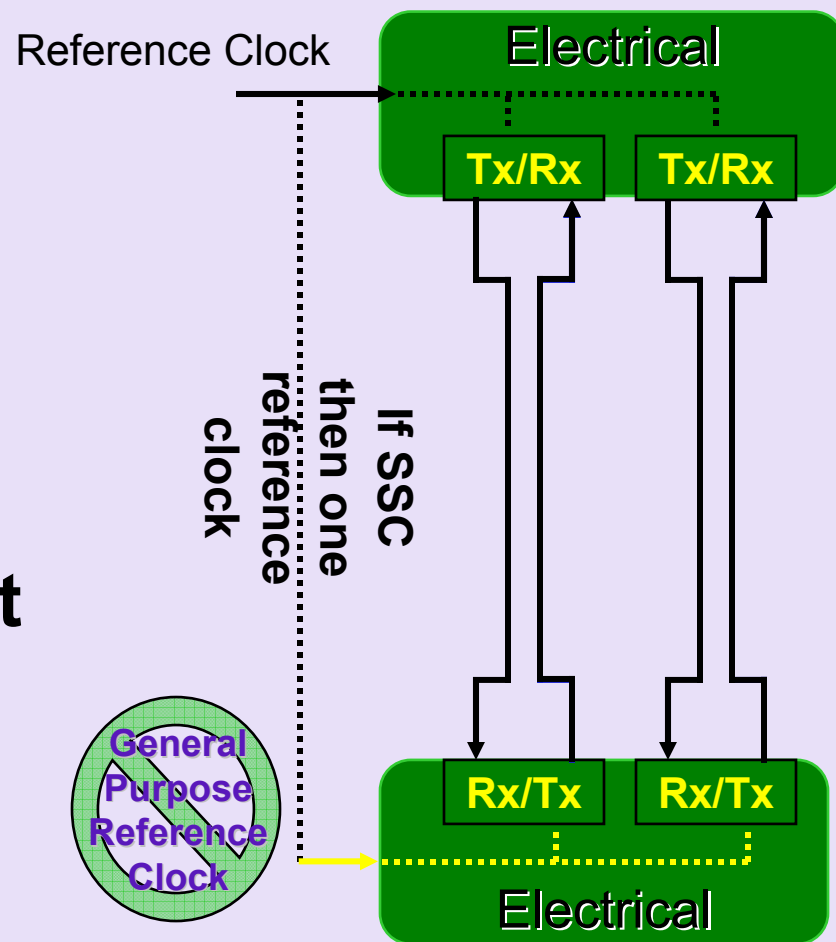 Reference Clock
Electrical
Tx/Rx
Tx/Rx
If SSC
then one
reference
clock
t
General
Purpose
Reference
Clock
Rx/Tx
Rx/Tx
Electrical